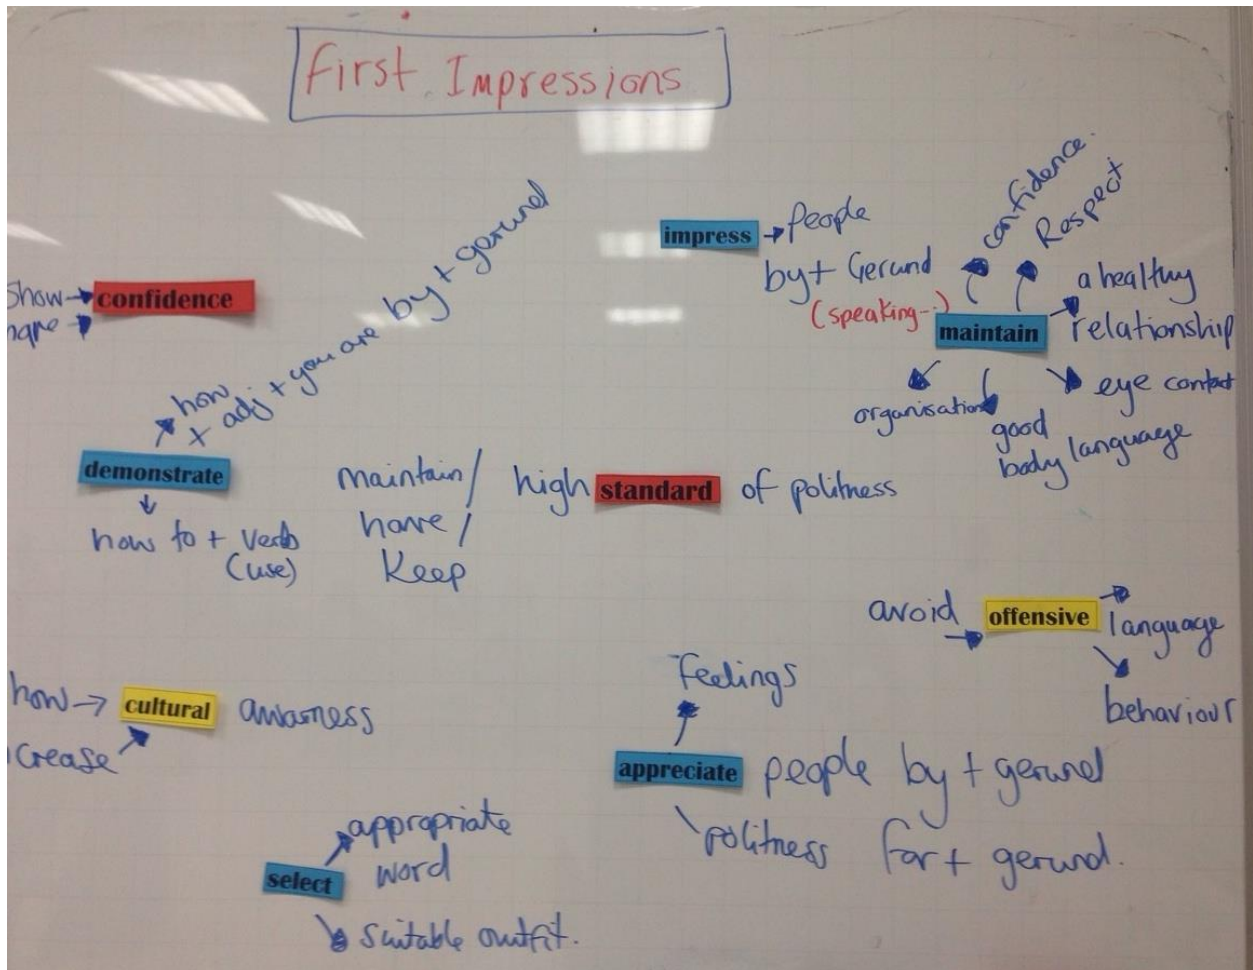 First Impressions
impress → People
by + Gerund
(speaking--)
confidence.
Respect
a healthy
relationship
maintain
eye contact
organisation
good
body language
Show → confidence
how
+ adj + you are by + gerund
demonstrate
how to + verb
(use)
maintain/
have/
Keep
high standard of politness
avoid offensive
language
behaviour
how → cultural awarness
crease
Feelings
appreciate people by + gerund
politness for + gerund.
appropriate
word
select
suitable outfit.